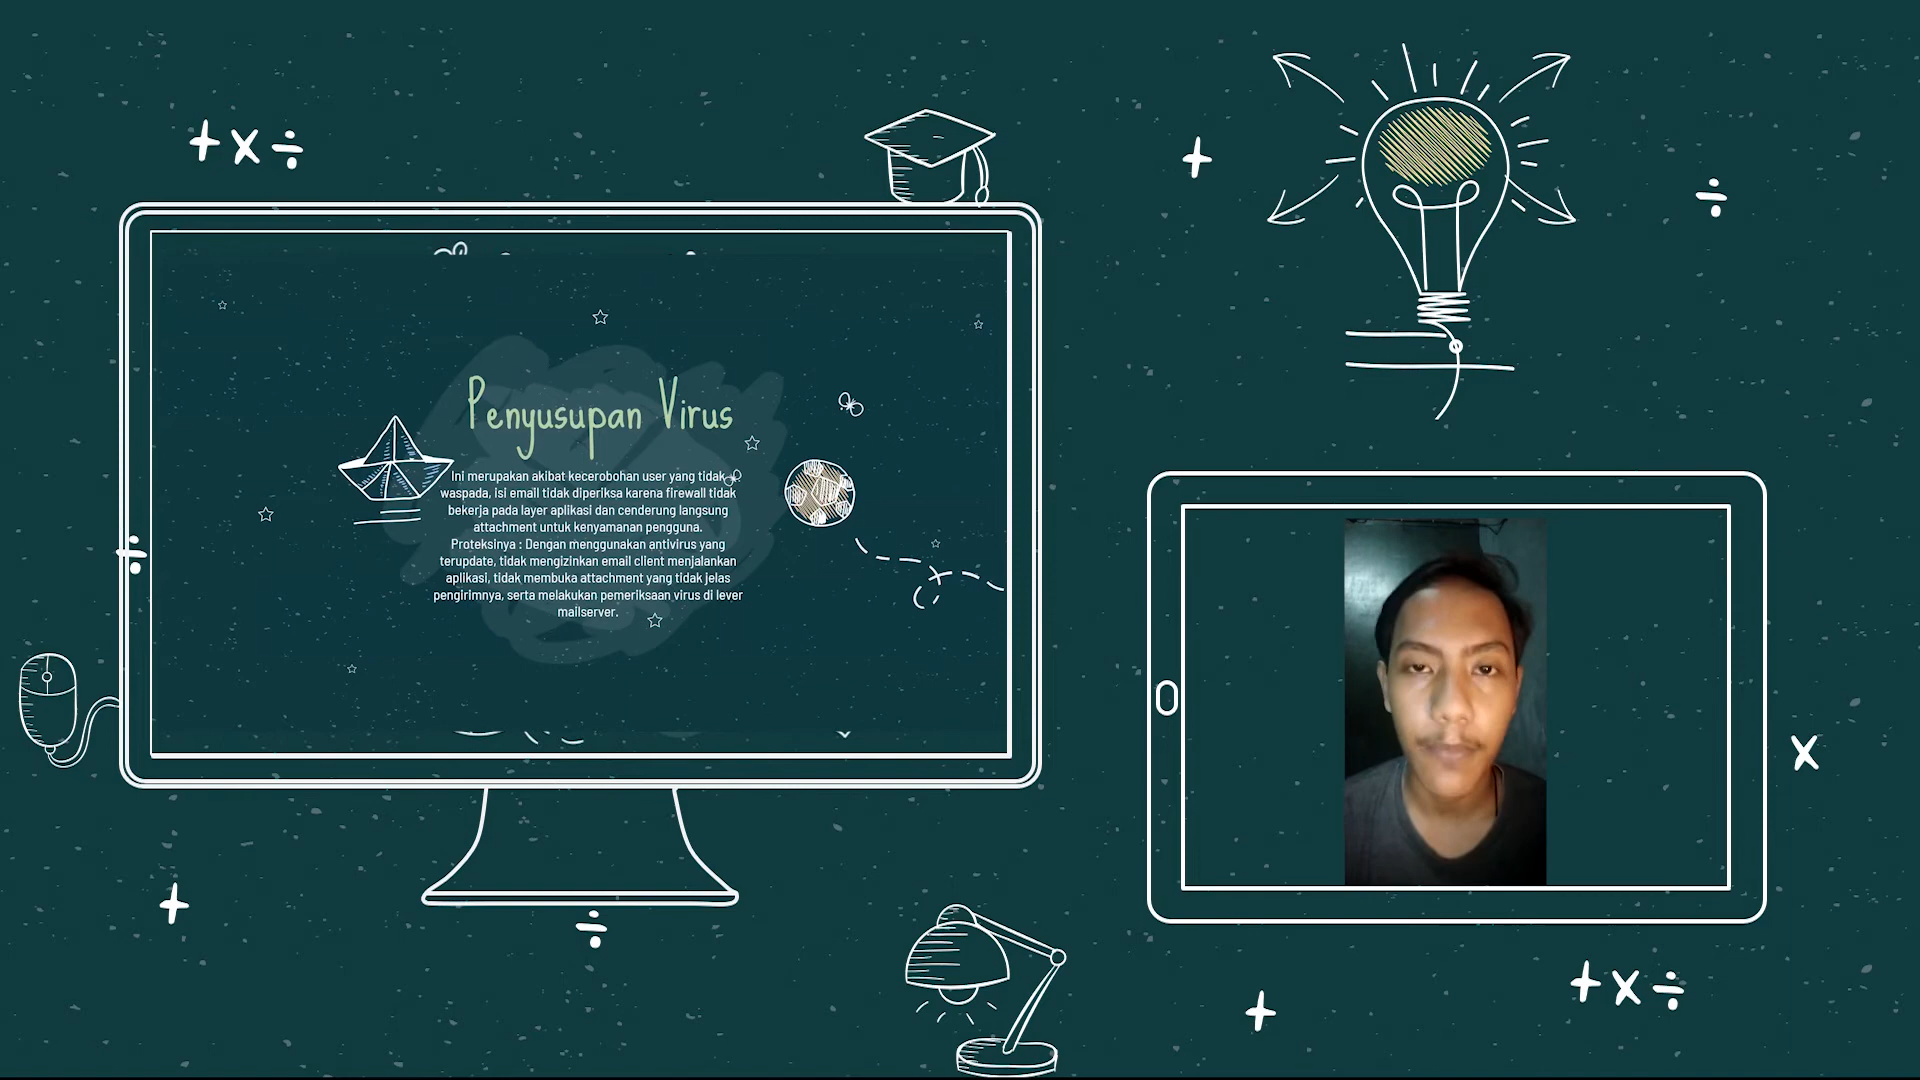 + x ÷
+
÷
Penyusupan Virus
Ini merupakan akibat kecerobohan user yang tidak
waspada, isi email tidak diperiksa karena firewall tidak
bekerja pada layer aplikasi dan cenderung langsung
attachment untuk kenyamanan pengguna.
Proteksinya : Dengan menggunakan antivirus yang
terupdate, tidak mengizinkan email client menjalankan
aplikasi, tidak membuka attachment yang tidak jelas
pengirimnya, serta melakukan pemeriksaan virus di lever
mailserver.
÷
x
+
÷
+
+ x ÷